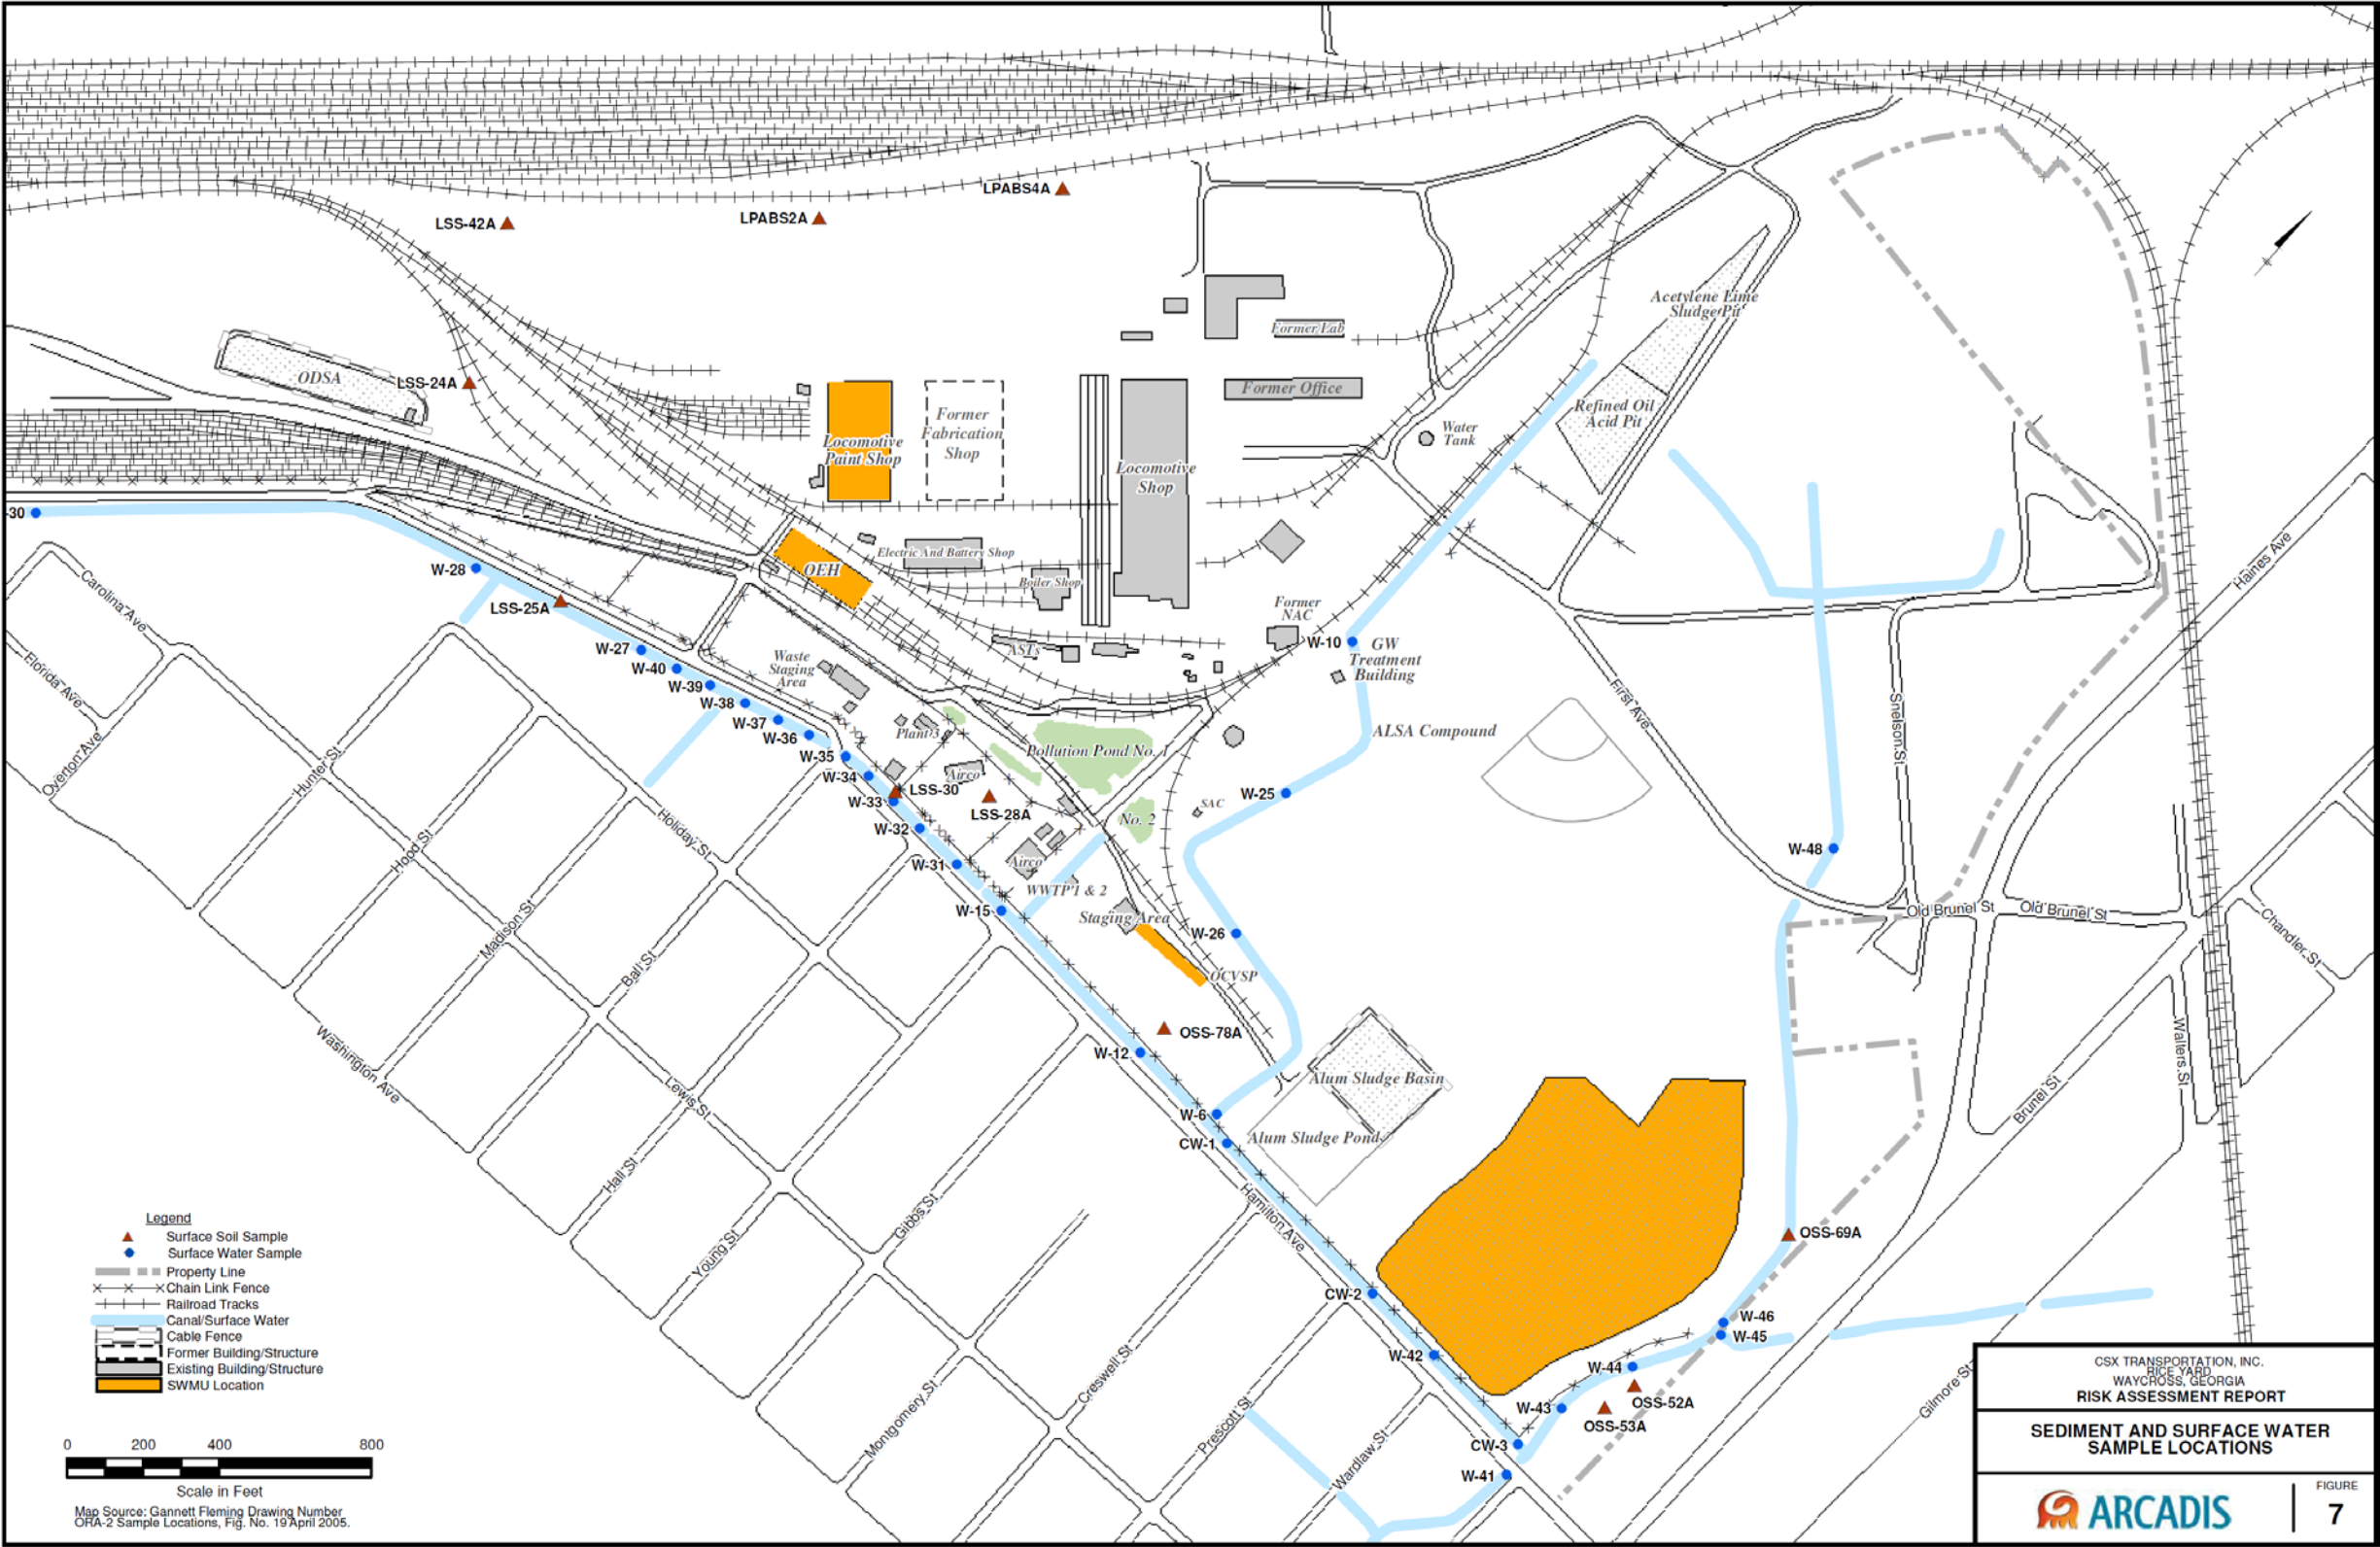 LPABS4A
LPABS2A
LSS-42A
Acetylene Lime
Sludge Pit
Former Lab
ODSA
LSS-24A
Former Office
Former
Fabrication
Shop
Refined Oil
Acid Pit
Water
Tank
Locomotive
Paint Shop
Locomotive
Shop
-30
Electric And Battery Shop
OEH
W-28
Boiler Shop
Haines Ave
Carolina Ave
LSS-25A
Former
NAC
W-27
ASTs
W-10
GW
Treatment
Building
Florida Ave
W-40
Waste
Staging
Area
W-39
W-38
First Ave
Snelson St
W-37
Plant 3
ALSA Compound
W-36
Overton Ave
Hunter St
W-35
Pollution Pond No. 1
W-34
Airco
LSS-30
W-25
W-33
LSS-28A
SAC
No. 2
W-32
Holiday St
Hood St
W-48
W-31
Airco
WWTP 1 & 2
W-15
Staging Area
Old Brunel St
Old Brunel St
Madison St
W-26
Chandler St
Ball St
OCVSP
OSS-78A
W-12
Washington Ave
Walters St
Alum Sludge Basin
Lewis St
Brunel St
W-6
CW-1
Alum Sludge Pond
Hall St
Hamilton Ave
Gibbs St
OSS-69A
Young St
CW-2
W-46
W-45
W-42
W-44
Creswell St
OSS-52A
Gilmore St
W-43
OSS-53A
Montgomery St
Prescott St
CW-3
Wardlaw St
W-41
Legend
Surface Soil Sample
Surface Water Sample
Property Line
Chain Link Fence
Railroad Tracks
Canal/Surface Water
Cable Fence
Former Building/Structure
Existing Building/Structure
SWMU Location
0 200 400 800
Scale in Feet
Map Source: Gannett Fleming Drawing Number
ORA-2 Sample Locations, Fig. No. 19 April 2005.
CSX TRANSPORTATION, INC.
RICE YARD
WAYCROSS, GEORGIA
RISK ASSESSMENT REPORT
SEDIMENT AND SURFACE WATER
SAMPLE LOCATIONS
ARCADIS
FIGURE
7